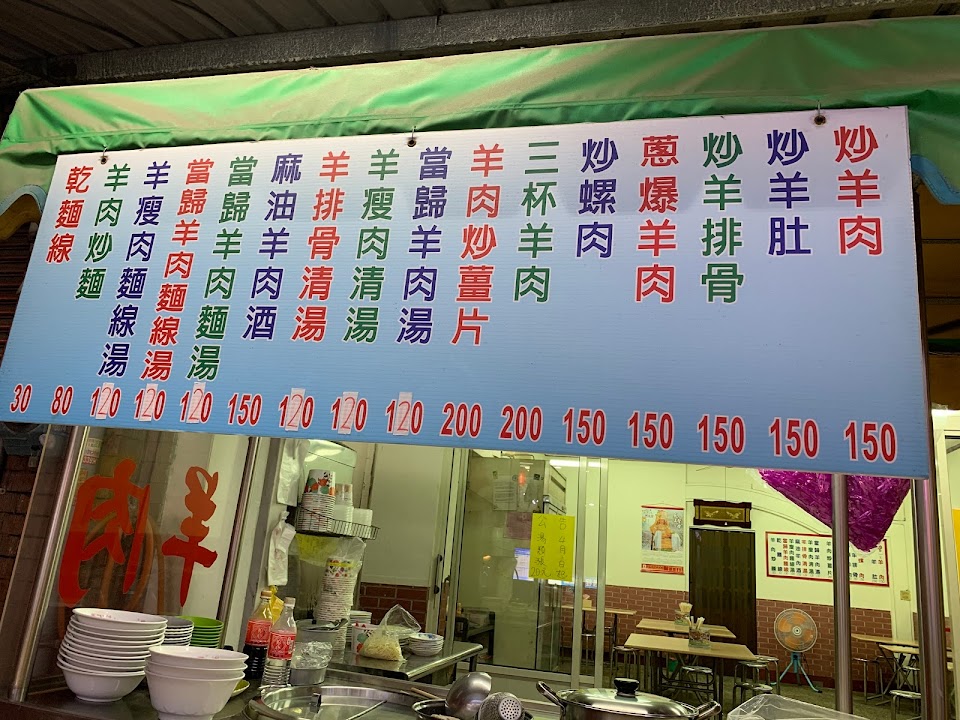 炒羊肉 150
炒羊肚 150
炒羊排骨 150
蔥爆羊肉 150
炒螺肉 150
三杯羊肉 200
羊肉炒薑片 200
當歸羊肉湯 120
羊瘦肉清湯 120
羊排骨清湯 120
麻油羊肉酒 150
當歸羊肉麵湯 120
當歸羊肉麵線湯 120
羊瘦肉麵線湯 120
羊肉炒麵 80
乾麵線 30
羊肉